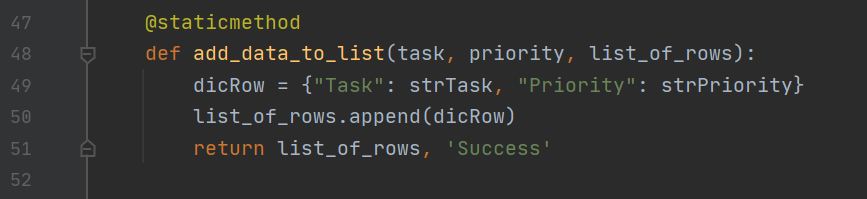 47 @staticmethod
48 def add_data_to_list(task, priority, list_of_rows):
49 dicRow = {"Task": strTask, "Priority": strPriority}
50 list_of_rows.append(dicRow)
51 return list_of_rows, 'Success'
52